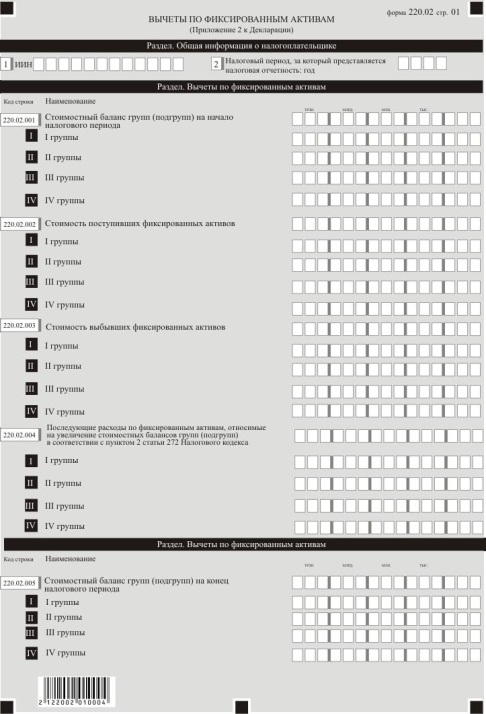 форма 220.02 стр. 01
ВЫЧЕТЫ ПО ФИКСИРОВАННЫМ АКТИВАМ
(Приложение 2 к Декларации)
Раздел. Общая информация о налогоплательщике
1 ИИН
2 Налоговый период, за который представляется
налоговая отчетность: год
Раздел. Вычеты по фиксированным активам
Код строки Наименование
трлн. млрд. млн. тыс.
220.02.001 Стоимостный баланс групп (подгрупп) на начало
налогового периода
I I группы
II II группы
III III группы
IV IV группы
220.02.002 Стоимость поступивших фиксированных активов
I I группы
II II группы
III III группы
IV IV группы
220.02.003 Стоимость выбывших фиксированных активов
I I группы
II II группы
III III группы
IV IV группы
220.02.004 Последующие расходы по фиксированным активам, относимые
на увеличение стоимостных балансов групп (подгрупп)
в соответствии с пунктом 2 статьи 272 Налогового кодекса
I I группы
II II группы
III III группы
IV IV группы
Раздел. Вычеты по фиксированным активам
Код строки Наименование
трлн. млрд. млн. тыс.
220.02.005 Стоимостный баланс групп (подгрупп) на конец
налогового периода
I I группы
II II группы
III III группы
IV IV группы
2122002010004